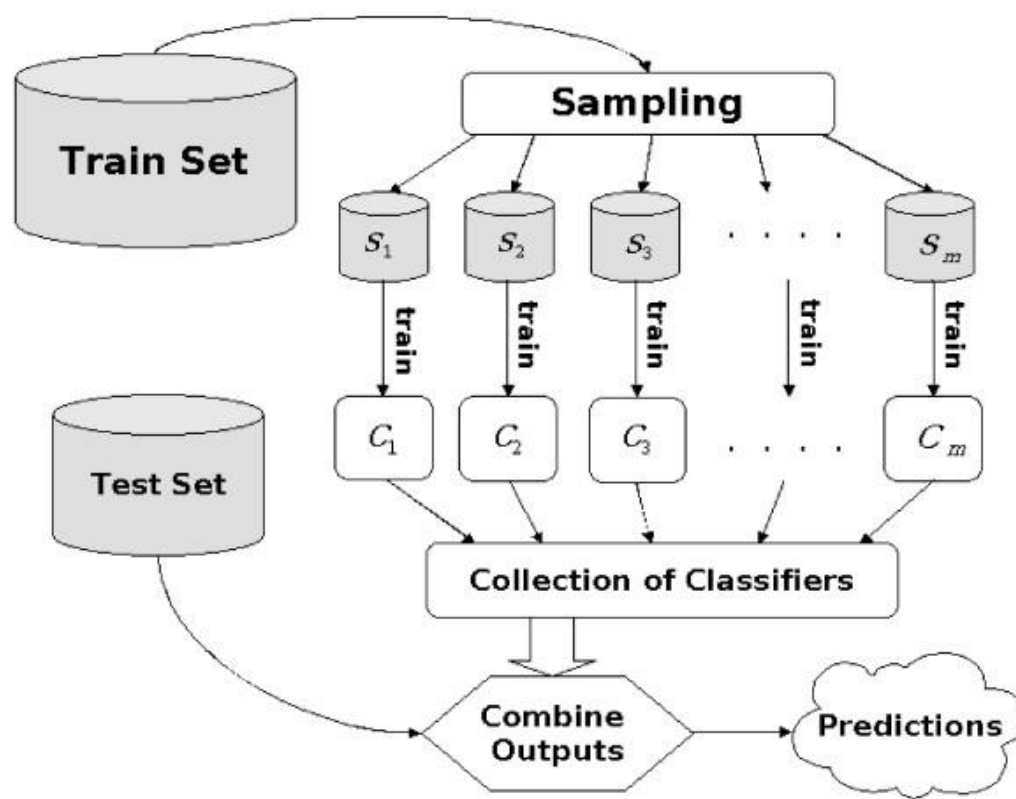 Sampling
Train Set
S1 S2 S3 . . . . Sm
train train train train train
C1 C2 C3 . . . . Cm
Test Set
Collection of Classifiers
Combine
Outputs
Predictions